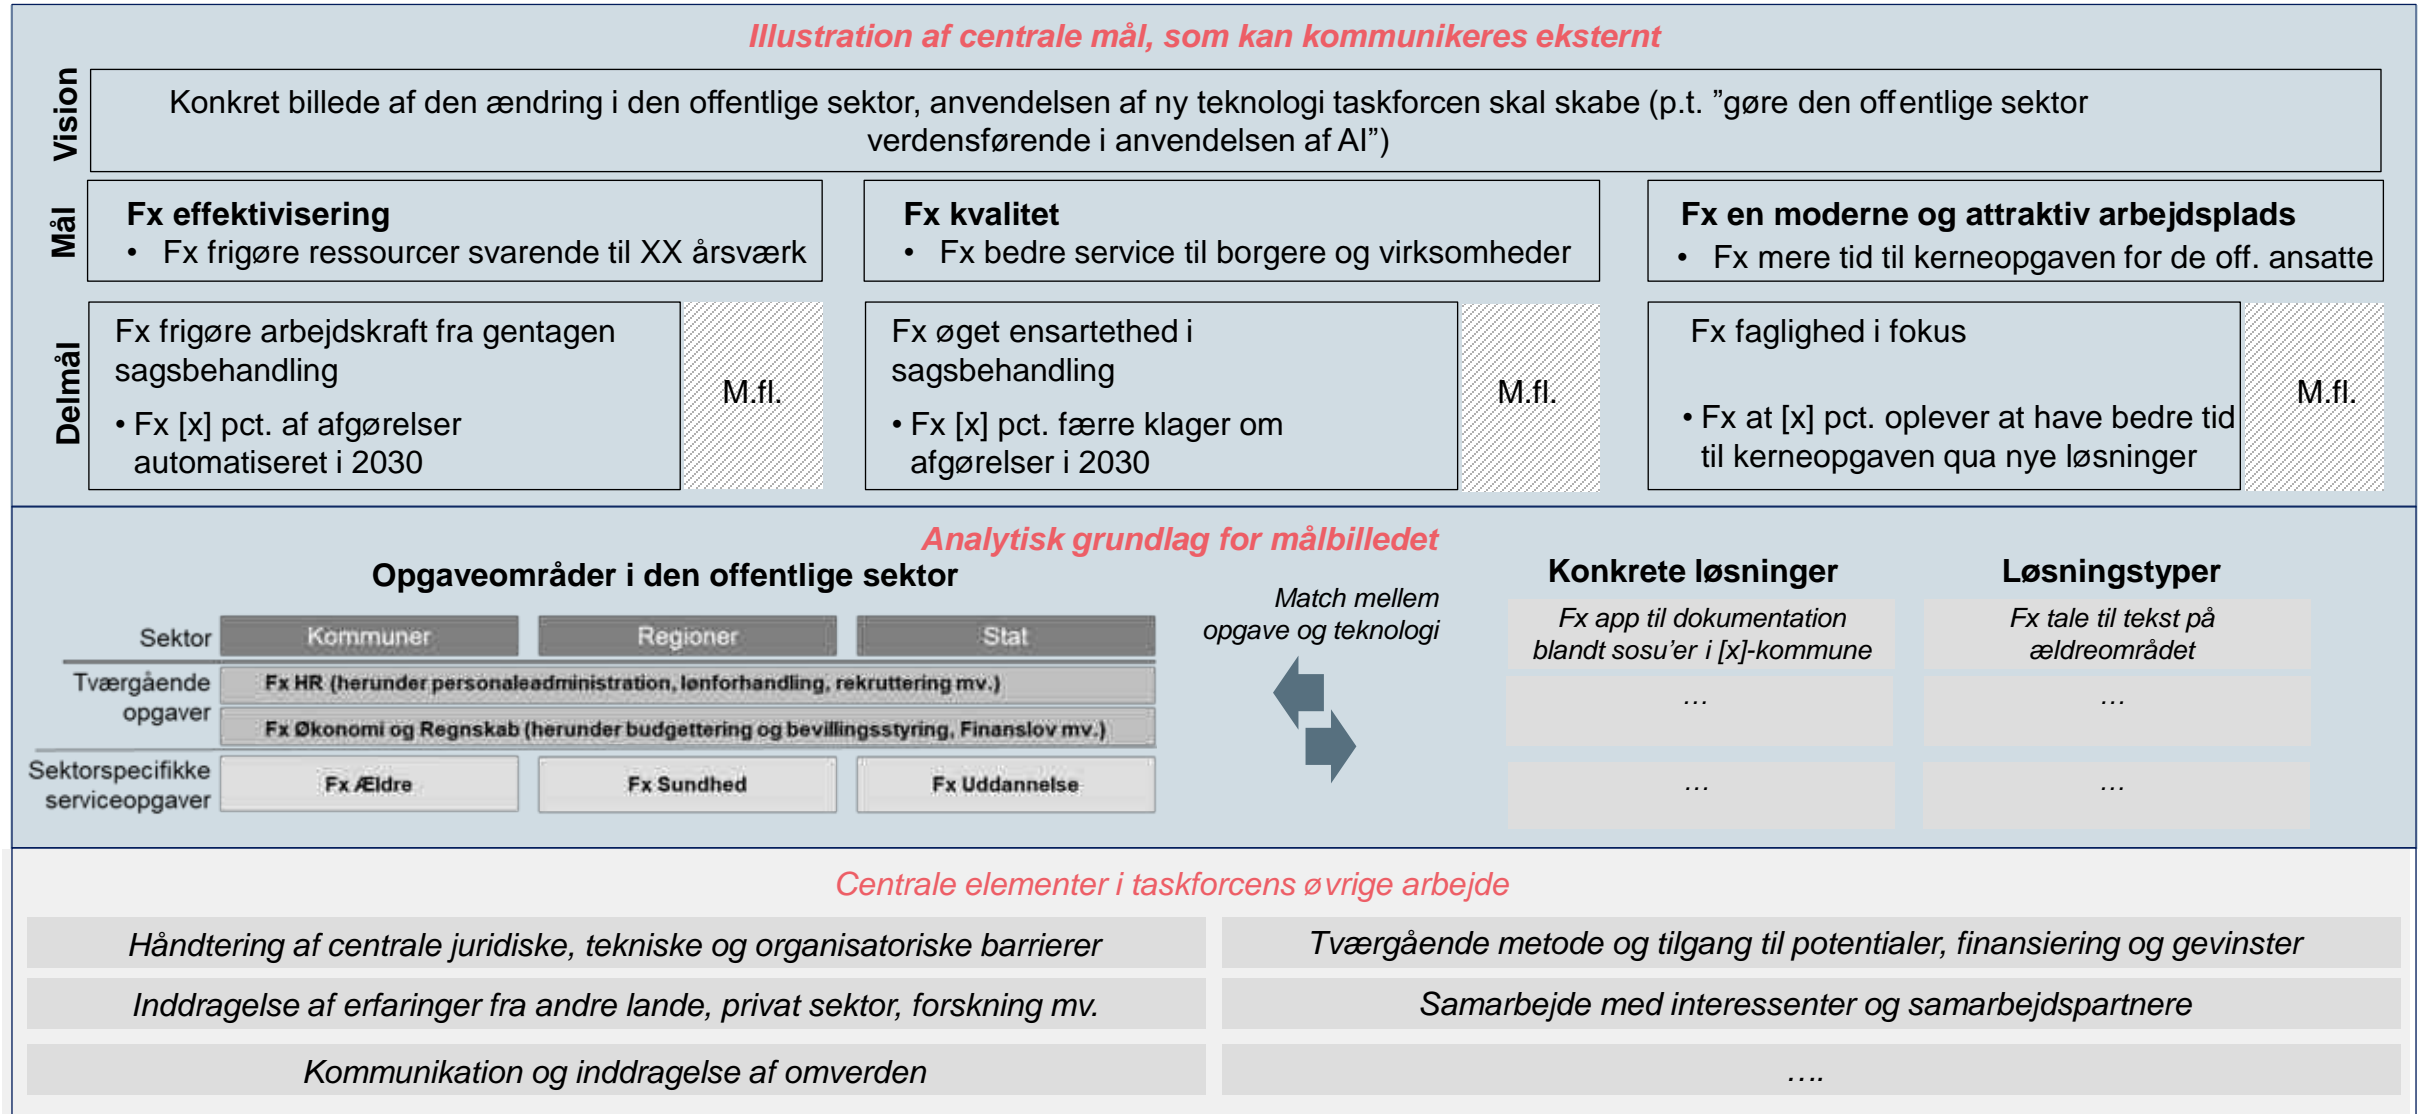 Illustration af centrale mål, som kan kommunikeres eksternt
Vision
Konkret billede af den ændring i den offentlige sektor, anvendelsen af ny teknologi taskforcen skal skabe (p.t. ”gøre den offentlige sektor
verdensførende i anvendelsen af AI”)
Mål
Fx effektivisering
• Fx frigøre ressourcer svarende til XX årsværk
Fx kvalitet
• Fx bedre service til borgere og virksomheder
Fx en moderne og attraktiv arbejdsplads
• Fx mere tid til kerneopgaven for de off. ansatte
Delmål
Fx frigøre arbejdskraft fra gentagen
sagsbehandling
• Fx [x] pct. af afgørelser
automatiseret i 2030
M.fl.
Fx øget ensartethed i
sagsbehandling
• Fx [x] pct. færre klager om
afgørelser i 2030
M.fl.
Fx faglighed i fokus
• Fx at [x] pct. oplever at have bedre tid
til kerneopgaven qua nye løsninger
M.fl.
Analytisk grundlag for målbilledet
Opgaveområder i den offentlige sektor
Sektor
Kommuner
Regioner
Stat
Tværgående
opgaver
Fx HR (herunder personaleadministration, lønforhandling, rekruttering mv.)
Fx Økonomi og Regnskab (herunder budgettering og bevillingsstyring, Finanslov mv.)
Sektorspecifikke
serviceopgaver
Fx Ældre
Fx Sundhed
Fx Uddannelse
Match mellem
opgave og teknologi
Konkrete løsninger
Fx app til dokumentation
blandt sosu’er i [x]-kommune
…
…
Løsningstyper
Fx tale til tekst på
ældreområdet
…
…
Centrale elementer i taskforcens øvrige arbejde
Håndtering af centrale juridiske, tekniske og organisatoriske barrierer
Tværgående metode og tilgang til potentialer, finansiering og gevinster
Inddragelse af erfaringer fra andre lande, privat sektor, forskning mv.
Samarbejde med interessenter og samarbejdspartnere
Kommunikation og inddragelse af omverden
….